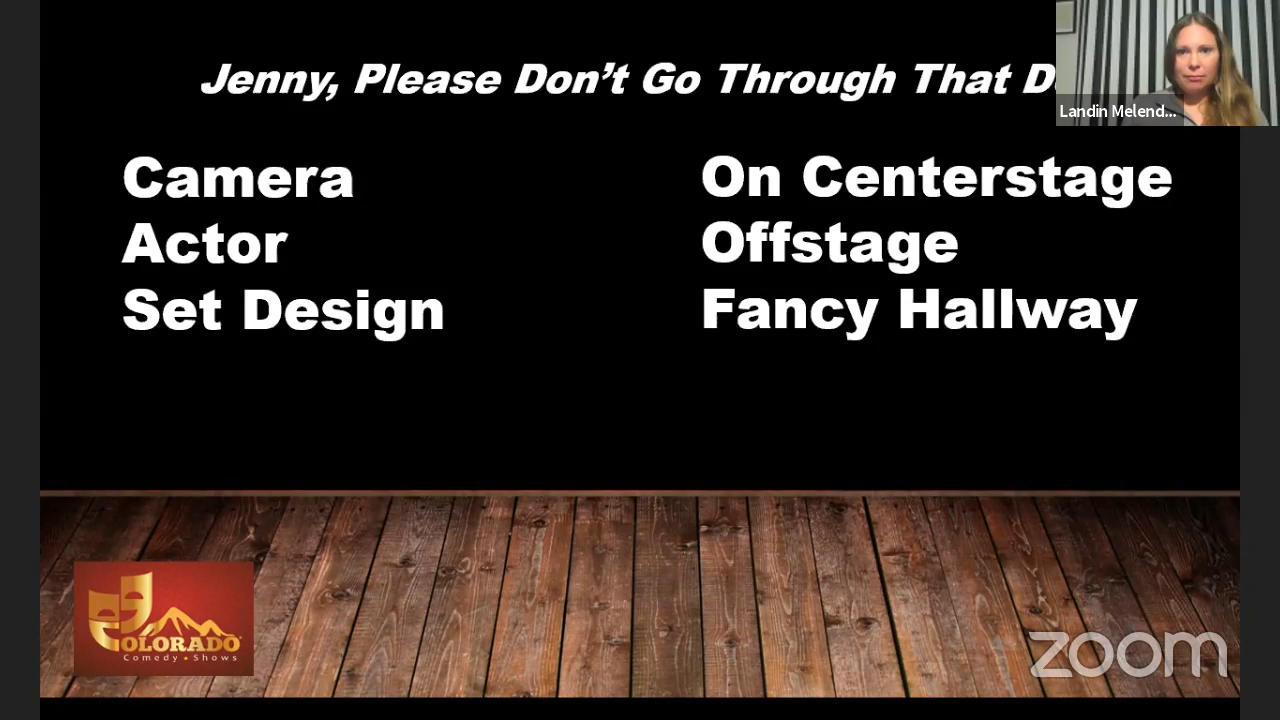 Jenny, Please Don't Go Through That
Landin Melend...
Camera
Actor
Set Design
On Centerstage
Offstage
Fancy Hallway
COLORADO
Comedy • Shows
zoom